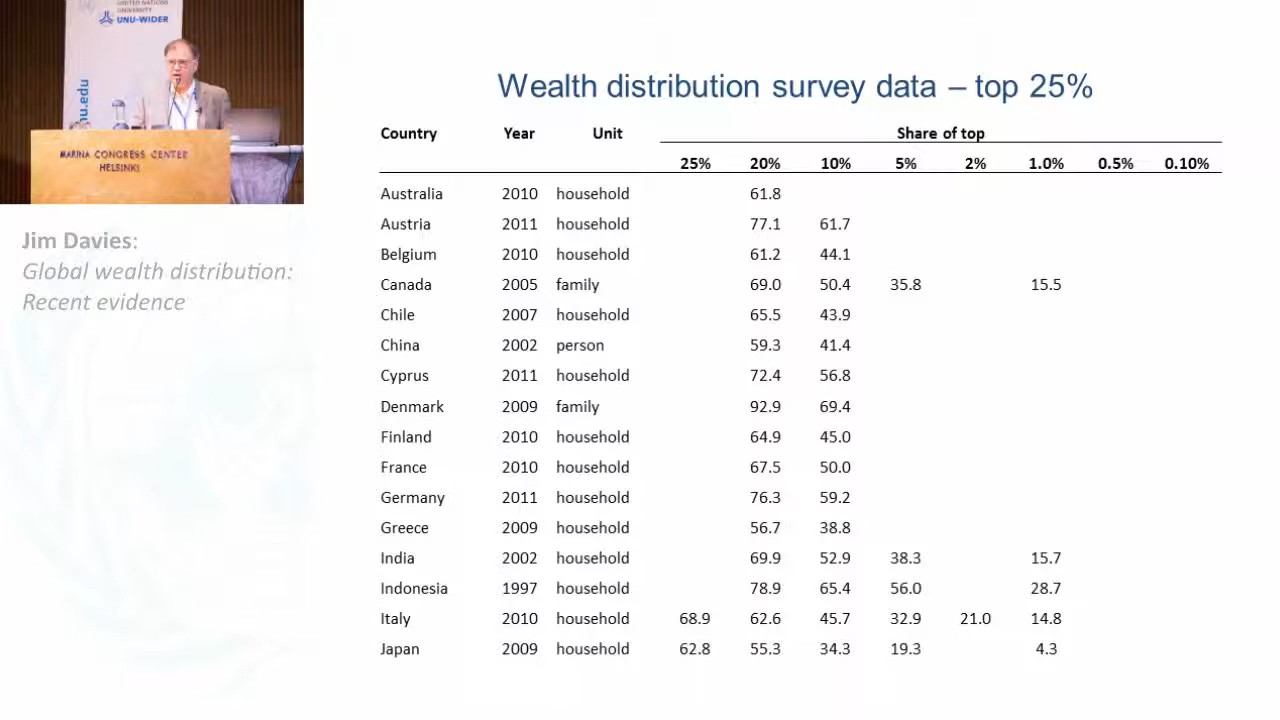 UNITED NATIONS
UNIVERSITY
UNU-WIDER
nu.edu
MARINA CONGRESS CENTER
HELSINKI
Jim Davies:
Global wealth distribution:
Recent evidence
Wealth distribution survey data – top 25%
Country Year Unit Share of top
25% 20% 10% 5% 2% 1.0% 0.5% 0.10%
Australia 2010 household 61.8
Austria 2011 household 77.1 61.7
Belgium 2010 household 61.2 44.1
Canada 2005 family 69.0 50.4 35.8 15.5
Chile 2007 household 65.5 43.9
China 2002 person 59.3 41.4
Cyprus 2011 household 72.4 56.8
Denmark 2009 family 92.9 69.4
Finland 2010 household 64.9 45.0
France 2010 household 67.5 50.0
Germany 2011 household 76.3 59.2
Greece 2009 household 56.7 38.8
India 2002 household 69.9 52.9 38.3 15.7
Indonesia 1997 household 78.9 65.4 56.0 28.7
Italy 2010 household 68.9 62.6 45.7 32.9 21.0 14.8
Japan 2009 household 62.8 55.3 34.3 19.3 4.3